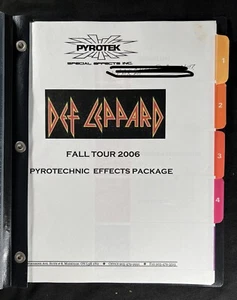 PYROTEK
SPECIAL EFFECTS INC.
DEF LEPPARD
FALL TOUR 2006
PYROTECHNIC EFFECTS PACKAGE
1
2
3
4